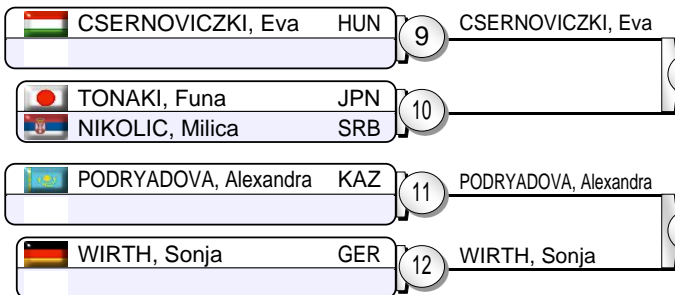 CSERNOVICZKI, Eva HUN 9 CSERNOVICZKI, Eva
TONAKI, Funa JPN 10
NIKOLIC, Milica SRB
PODRYADOVA, Alexandra KAZ 11 PODRYADOVA, Alexandra
WIRTH, Sonja GER 12 WIRTH, Sonja